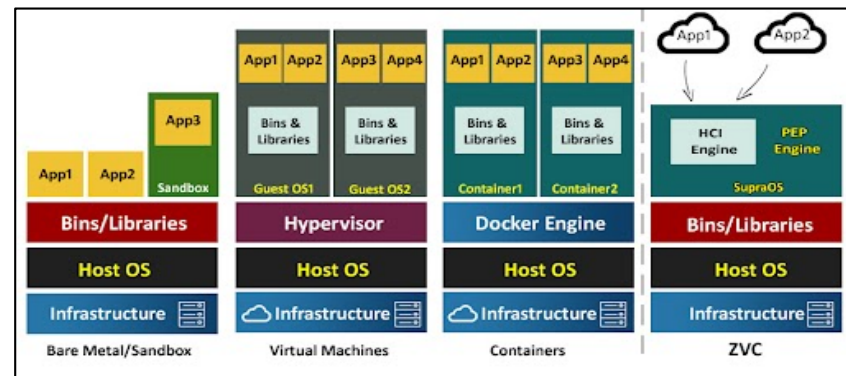 App1
App2
App3
Sandbox
Bins/Libraries
Host OS
Infrastructure
Bare Metal/Sandbox
App1 App2
Bins &
Libraries
Guest OS1
App3 App4
Bins &
Libraries
Guest OS2
Hypervisor
Host OS
Infrastructure
Virtual Machines
App1 App2
Bins &
Libraries
Container1
App3 App4
Bins &
Libraries
Container2
Docker Engine
Host OS
Infrastructure
Containers
App1
App2
HCI
Engine
PEP
Engine
SupraOS
Bins/Libraries
Host OS
Infrastructure
ZVC